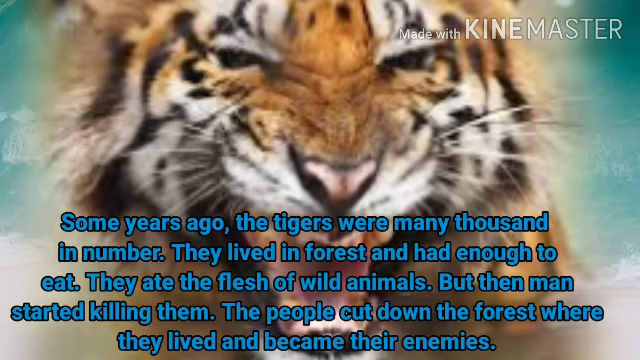 Made with KINEMASTER
Some years ago, the tigers were many thousand
in number. They lived in forest and had enough to
eat. They ate the flesh of wild animals. But then man
started killing them. The people cut down the forest where
they lived and became their enemies.